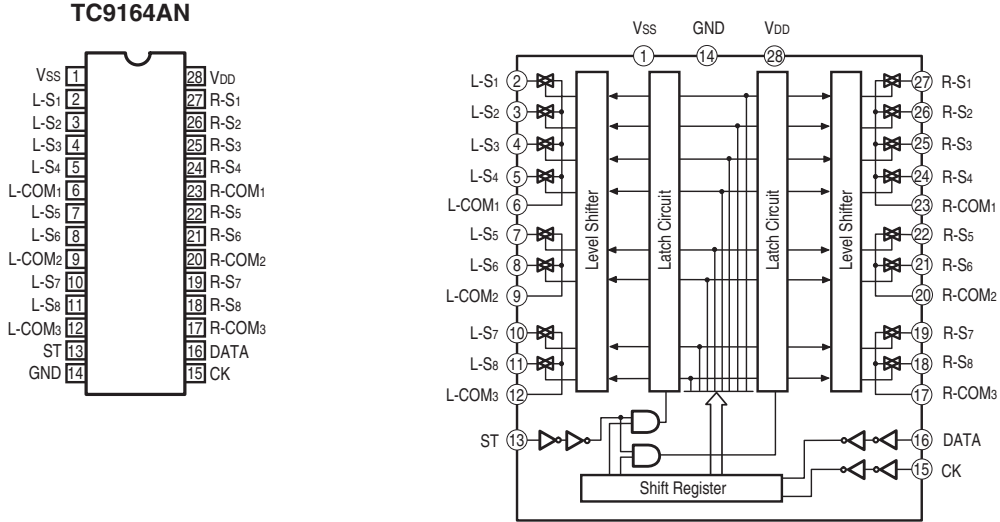 TC9164AN
VSS 1
28 VDD
L-S1 2
27 R-S1
L-S2 3
26 R-S2
L-S3 4
25 R-S3
L-S4 5
24 R-S4
L-COM1 6
23 R-COM1
L-S5 7
22 R-S5
L-S6 8
21 R-S6
L-COM2 9
20 R-COM2
L-S7 10
19 R-S7
L-S8 11
18 R-S8
L-COM3 12
17 R-COM3
ST 13
16 DATA
GND 14
15 CK
VSS
GND
VDD
1
14
28
L-S1 2
L-S2 3
L-S3 4
L-S4 5
L-COM1 6
L-S5 7
L-S6 8
L-COM2 9
L-S7 10
L-S8 11
L-COM3 12
ST 13
Level Shifter
Latch Circuit
Latch Circuit
Level Shifter
27 R-S1
26 R-S2
25 R-S3
24 R-S4
23 R-COM1
22 R-S5
21 R-S6
20 R-COM2
19 R-S7
18 R-S8
17 R-COM3
16 DATA
15 CK
Shift Register